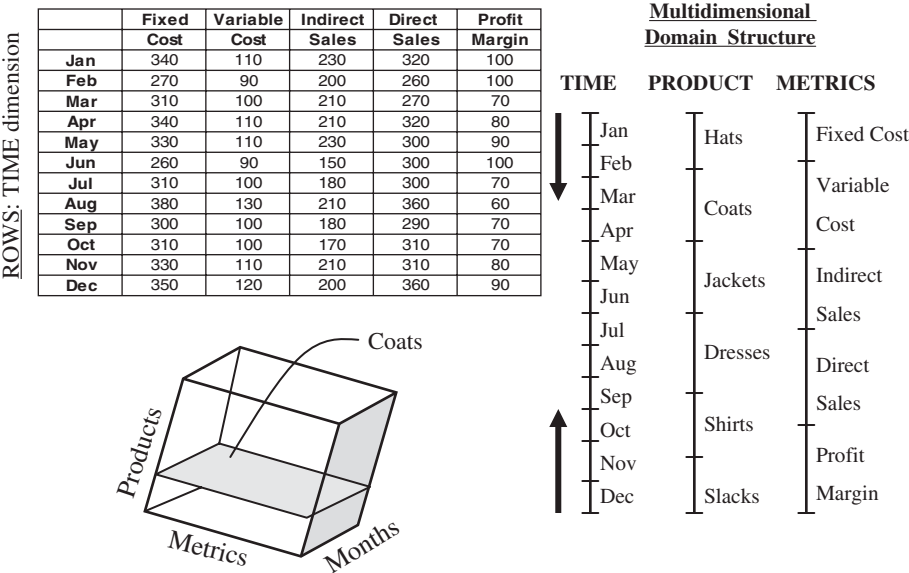 Fixed Variable Indirect Direct Profit
Cost Cost Sales Sales Margin
Jan 340 110 230 320 100
Feb 270 90 200 260 100
Mar 310 100 210 270 70
Apr 340 110 210 320 80
May 330 110 230 300 90
Jun 260 90 150 300 100
Jul 310 100 180 300 70
Aug 380 130 210 360 60
Sep 300 100 180 290 70
Oct 310 100 170 310 70
Nov 330 110 210 310 80
Dec 350 120 200 360 90
ROWS: TIME dimension
Coats
Products
Metrics
Months
Multidimensional
Domain Structure
TIME PRODUCT METRICS
Jan
Feb
Mar
Apr
May
Jun
Jul
Aug
Sep
Oct
Nov
Dec
Hats
Coats
Jackets
Dresses
Shirts
Slacks
Fixed Cost
Variable
Cost
Indirect
Sales
Direct
Sales
Profit
Margin